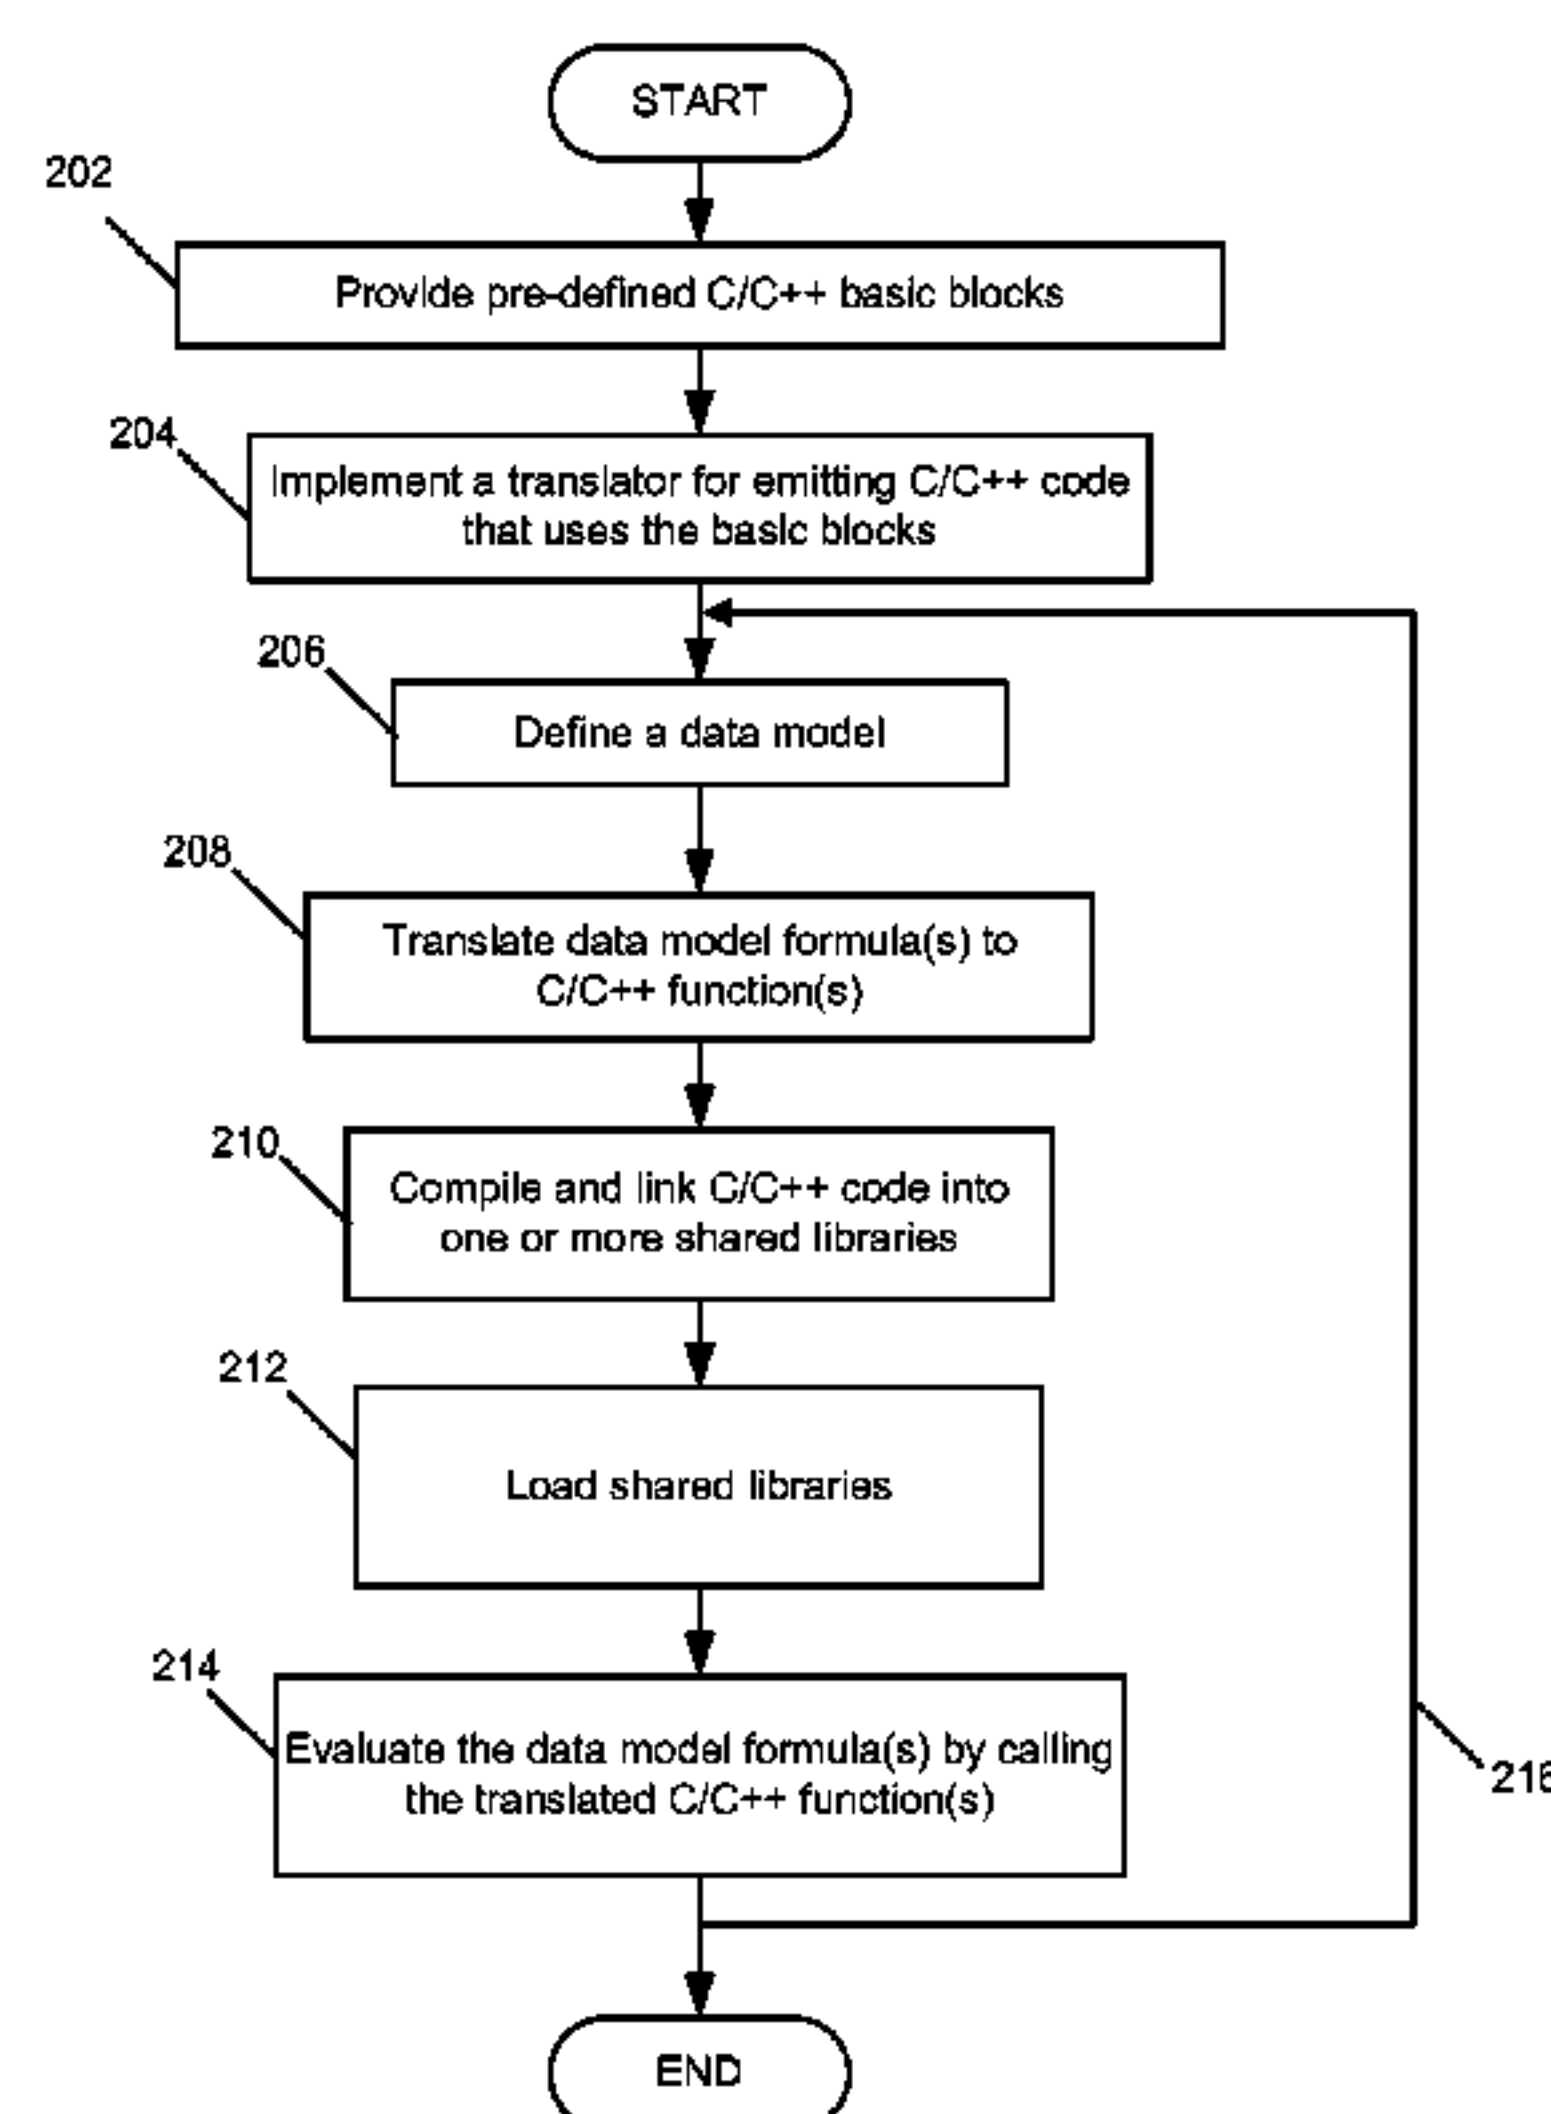 START
202
Provide pre-defined C/C++ basic blocks
204
Implement a translator for emitting C/C++ code
that uses the basic blocks
206
Define a data model
208
Translate data model formula(s) to
C/C++ function(s)
210
Compile and link C/C++ code into
one or more shared libraries
212
Load shared libraries
214
Evaluate the data model formula(s) by calling
the translated C/C++ function(s)
216
END